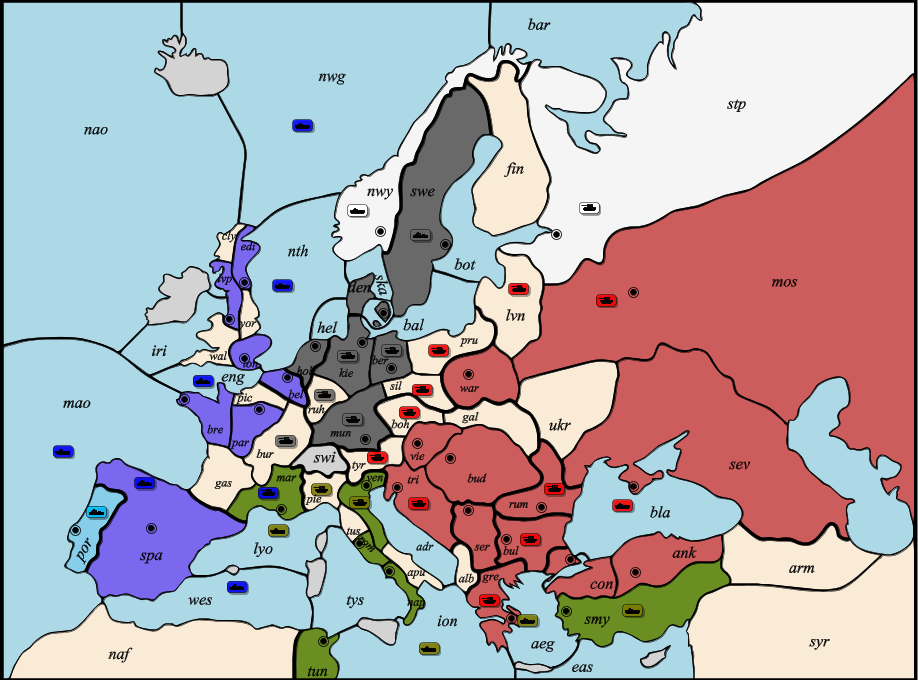 bar
nwg
stp
nao
fin
nwy
swe
cly
edi
nth
bot
lvp
den
ska
mos
lvn
yor
hel
bal
iri
wal
lon
hol
kie
ber
pru
eng
bel
sil
war
mao
pic
ruh
bre
par
mun
boh
gal
ukr
bur
swi
tyr
vie
sev
gas
mar
pie
ven
tri
bud
rum
por
spa
lyo
tus
rom
adr
ser
bul
bla
ank
wes
tys
apu
alb
gre
con
arm
nap
ion
smy
naf
tun
aeg
eas
syr